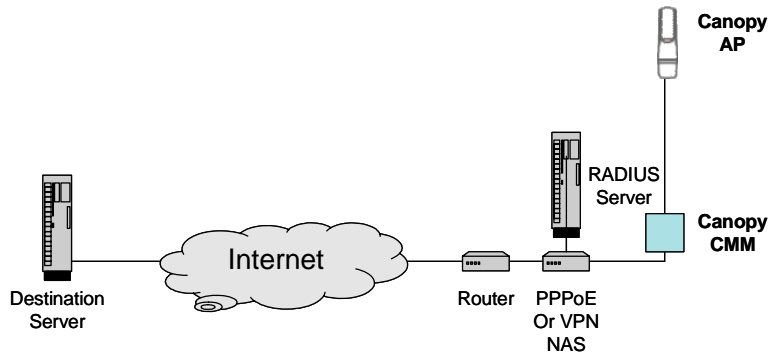 Canopy
AP
RADIUS
Server
Canopy
CMM
Internet
Destination
Server
Router
PPPoE
Or VPN
NAS